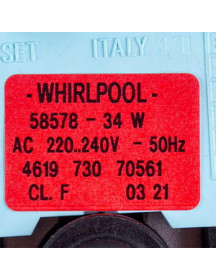 SET ITALY
- WHIRLPOOL -
58578 - 34 W
AC 220..240V - 50Hz
4619 730 70561
CL. F 03 21